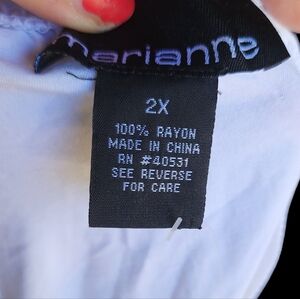 marianne
2X
100% RAYON
MADE IN CHINA
RN #40531
SEE REVERSE
FOR CARE